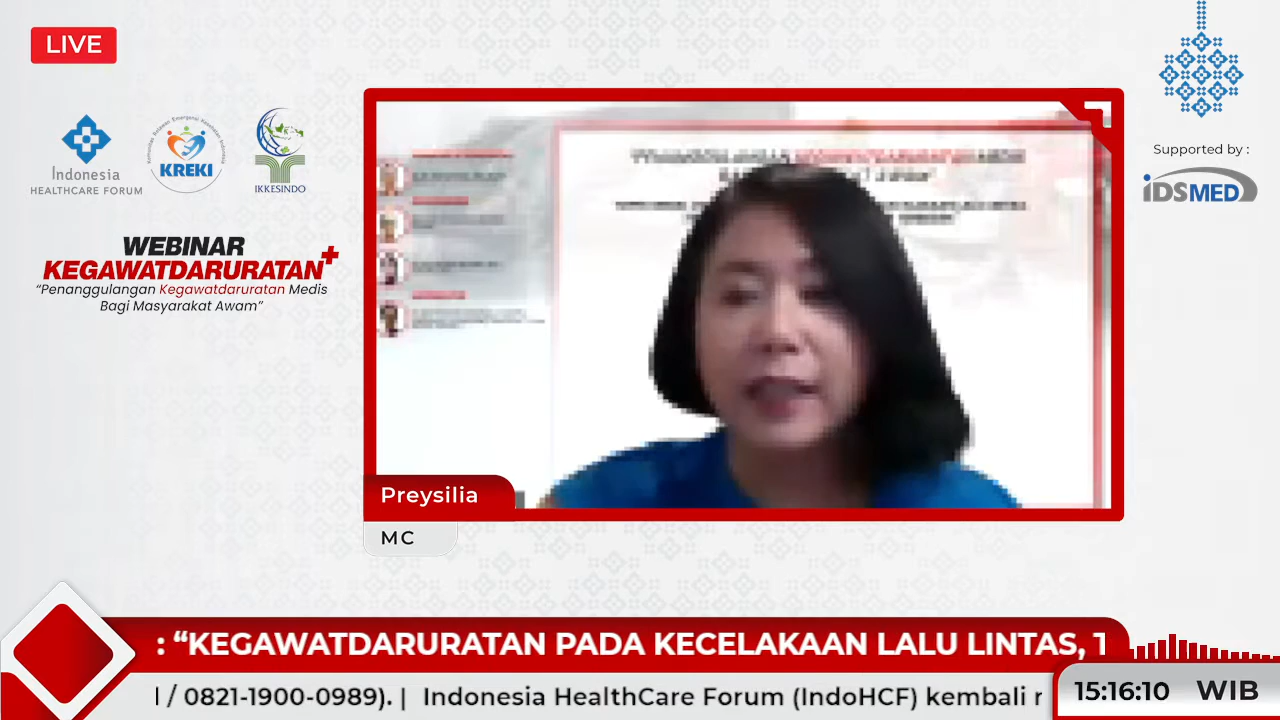 LIVE
Indonesia
HEALTHCARE FORUM
KREKI
IKKESINDO
WEBINAR
KEGAWATDARURATAN
“Penanggulangan Kegawatdaruratan Medis
Bagi Masyarakat Awam”
Supported by :
iDSMED
Preysilia
MC
: “KEGAWATDARURATAN PADA KECELAKAAN LALU LINTAS,
/ 0821-1900-0989). | Indonesia HealthCare Forum (IndoHCF) kembali
15:16:10 WIB